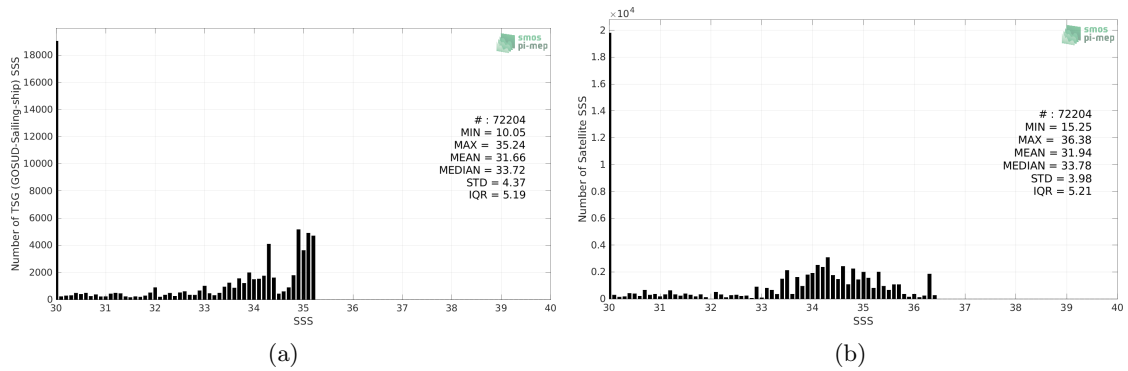 smos
pi-mep
Number of TSG (GOSUD-Sailing-ship) SSS
18000
16000
14000
12000
10000
8000
6000
4000
2000
0
# : 72204
MIN = 10.05
MAX = 35.24
MEAN = 31.66
MEDIAN = 33.72
STD = 4.37
IQR = 5.19
30 31 32 33 34 35 36 37 38 39 40
SSS
(a)
×10⁴
smos
pi-mep
Number of Satellite SSS
2
1.8
1.6
1.4
1.2
1
0.8
0.6
0.4
0.2
0
# : 72204
MIN = 15.25
MAX = 36.38
MEAN = 31.94
MEDIAN = 33.78
STD = 3.98
IQR = 5.21
30 31 32 33 34 35 36 37 38 39 40
SSS
(b)